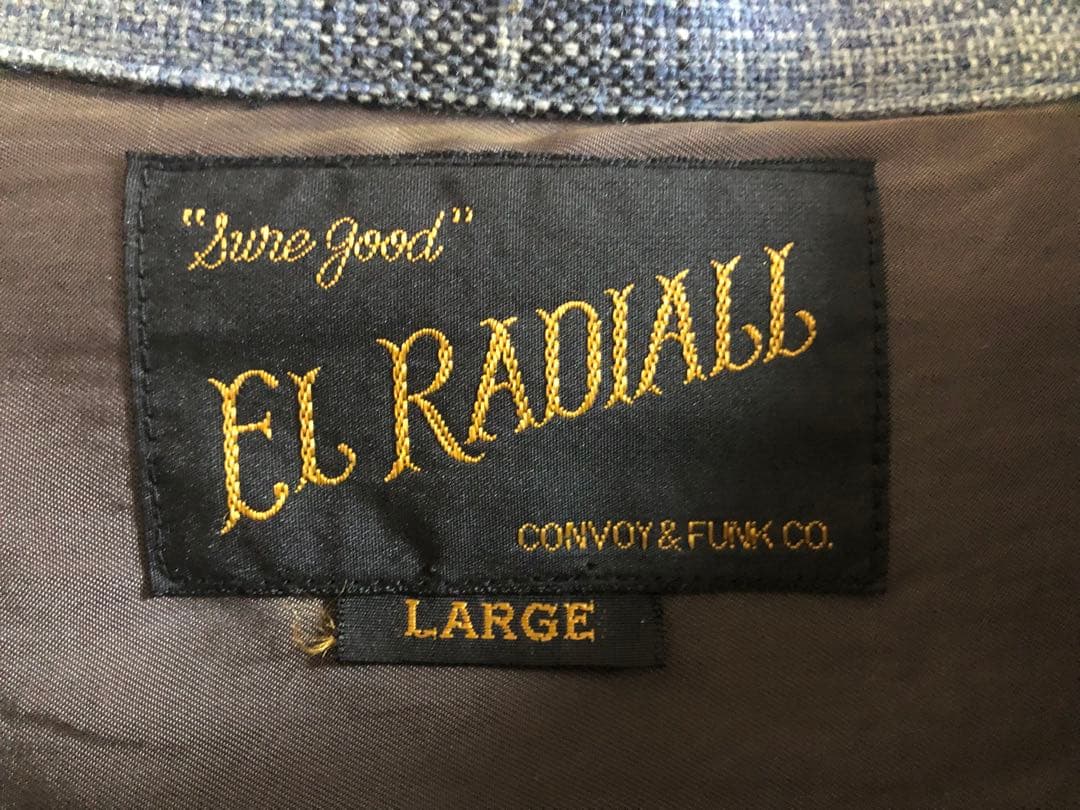 "Sure good"
EL RADIALL
CONVOY & FUNK CO.
LARGE